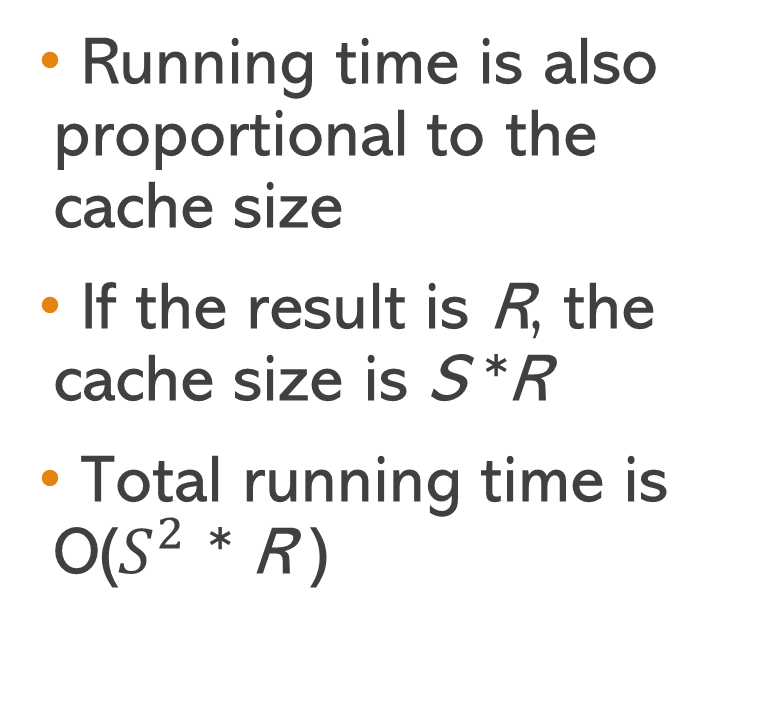 • Running time is also
proportional to the
cache size
• If the result is R, the
cache size is S*R
• Total running time is
O(S² * R)